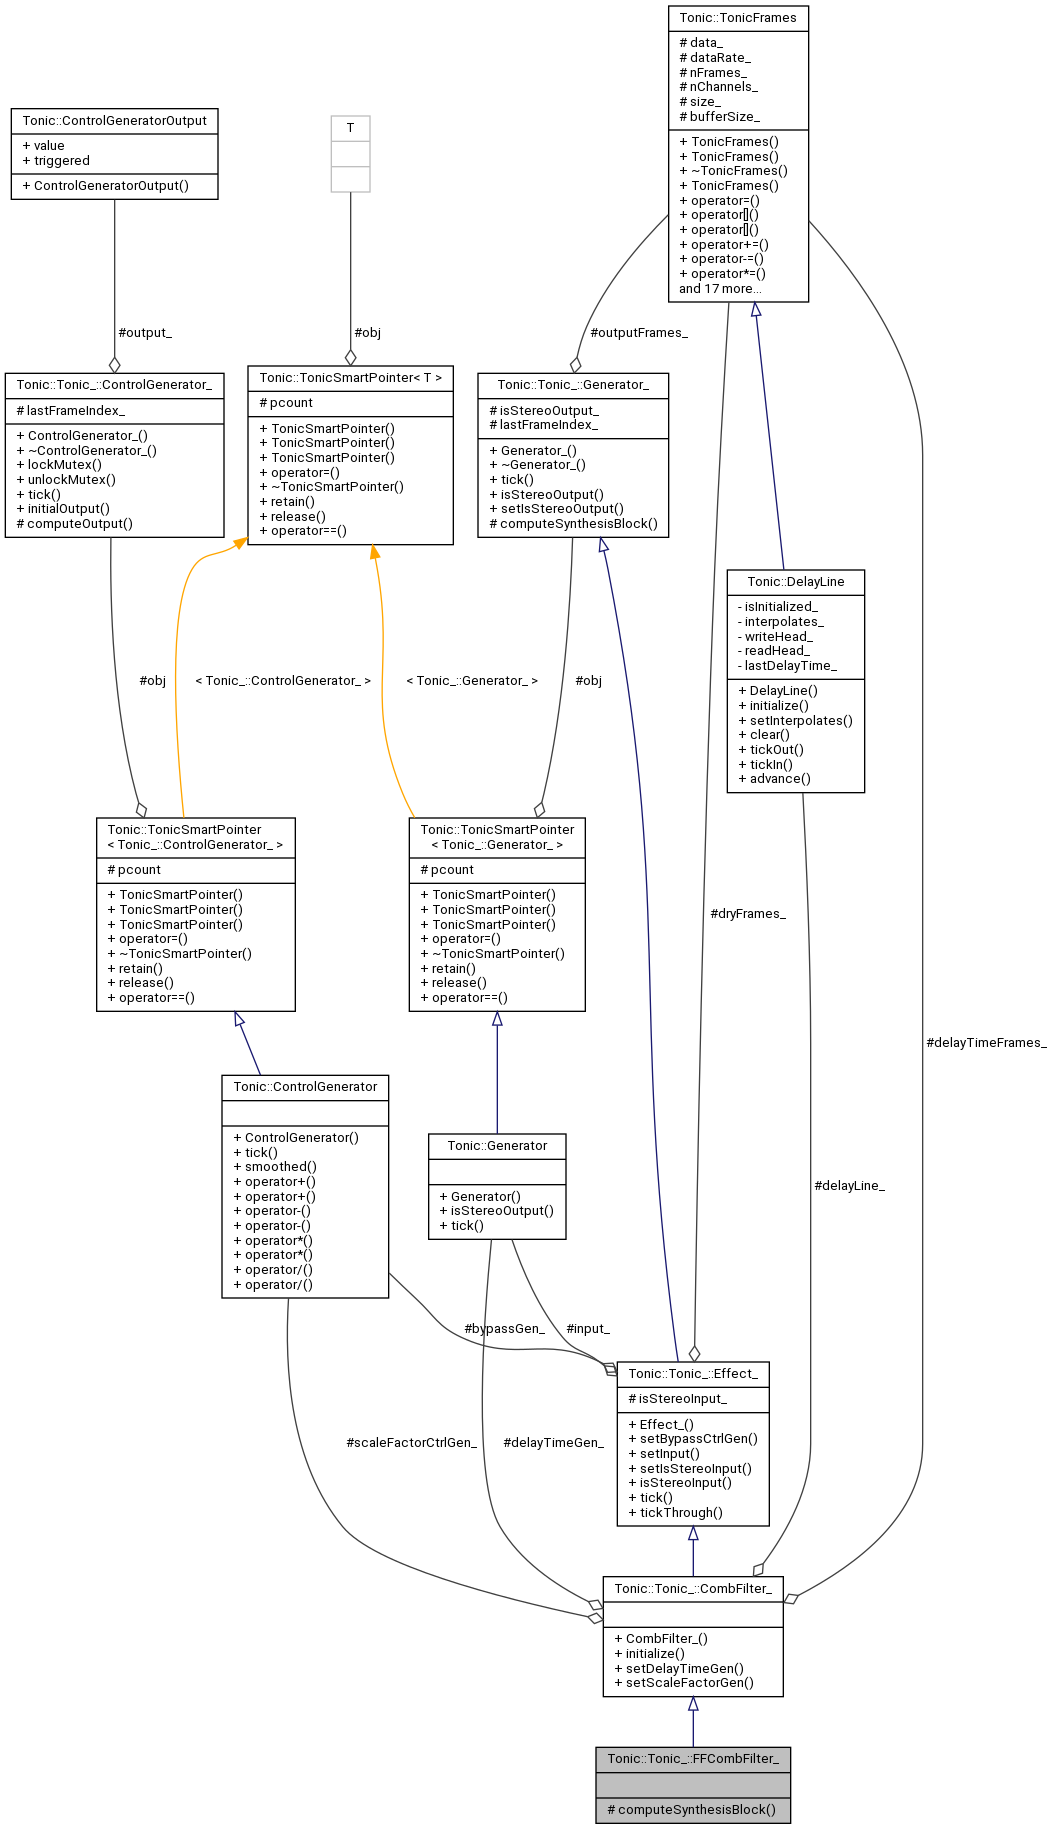 Tonic::TonicFrames
# data_
# dataRate_
# nFrames_
# nChannels_
# size_
# bufferSize_
+ TonicFrames()
+ TonicFrames()
+ ~TonicFrames()
+ TonicFrames()
+ operator=()
+ operator[]()
+ operator[]()
+ operator+=()
+ operator-=()
+ operator*=()
and 17 more...
Tonic::ControlGeneratorOutput
+ value
+ triggered
+ ControlGeneratorOutput()
T
#output_
#obj
#outputFrames_
Tonic::Tonic_::ControlGenerator_
# lastFrameIndex_
+ ControlGenerator_()
+ ~ControlGenerator_()
+ lockMutex()
+ unlockMutex()
+ tick()
+ initialOutput()
# computeOutput()
Tonic::TonicSmartPointer< T >
# pcount
+ TonicSmartPointer()
+ TonicSmartPointer()
+ TonicSmartPointer()
+ operator=()
+ ~TonicSmartPointer()
+ retain()
+ release()
+ operator==()
Tonic::Tonic_::Generator_
# isStereoOutput_
# lastFrameIndex_
+ Generator_()
+ ~Generator_()
+ tick()
+ isStereoOutput()
+ setIsStereoOutput()
# computeSynthesisBlock()
Tonic::DelayLine
- isInitialized_
- interpolates_
- writeHead_
- readHead_
- lastDelayTime_
+ DelayLine()
+ initialize()
+ setInterpolates()
+ clear()
+ tickOut()
+ tickIn()
+ advance()
#obj
< Tonic_::ControlGenerator_ >
< Tonic_::Generator_ >
#obj
Tonic::TonicSmartPointer
< Tonic_::ControlGenerator_ >
# pcount
+ TonicSmartPointer()
+ TonicSmartPointer()
+ TonicSmartPointer()
+ operator=()
+ ~TonicSmartPointer()
+ retain()
+ release()
+ operator==()
Tonic::TonicSmartPointer
< Tonic_::Generator_ >
# pcount
+ TonicSmartPointer()
+ TonicSmartPointer()
+ TonicSmartPointer()
+ operator=()
+ ~TonicSmartPointer()
+ retain()
+ release()
+ operator==()
#dryFrames_
#delayTimeFrames_
Tonic::ControlGenerator
+ ControlGenerator()
+ tick()
+ smoothed()
+ operator+()
+ operator+()
+ operator-()
+ operator-()
+ operator*()
+ operator*()
+ operator/()
+ operator/()
Tonic::Generator
+ Generator()
+ isStereoOutput()
+ tick()
#delayLine_
#bypassGen_
#input_
Tonic::Tonic_::Effect_
# isStereoInput_
+ Effect_()
+ setBypassCtrlGen()
+ setInput()
+ setIsStereoInput()
+ isStereoInput()
+ tick()
+ tickThrough()
#scaleFactorCtrlGen_
#delayTimeGen_
Tonic::Tonic_::CombFilter_
+ CombFilter_()
+ initialize()
+ setDelayTimeGen()
+ setScaleFactorGen()
Tonic::Tonic_::FFCombFilter_
# computeSynthesisBlock()